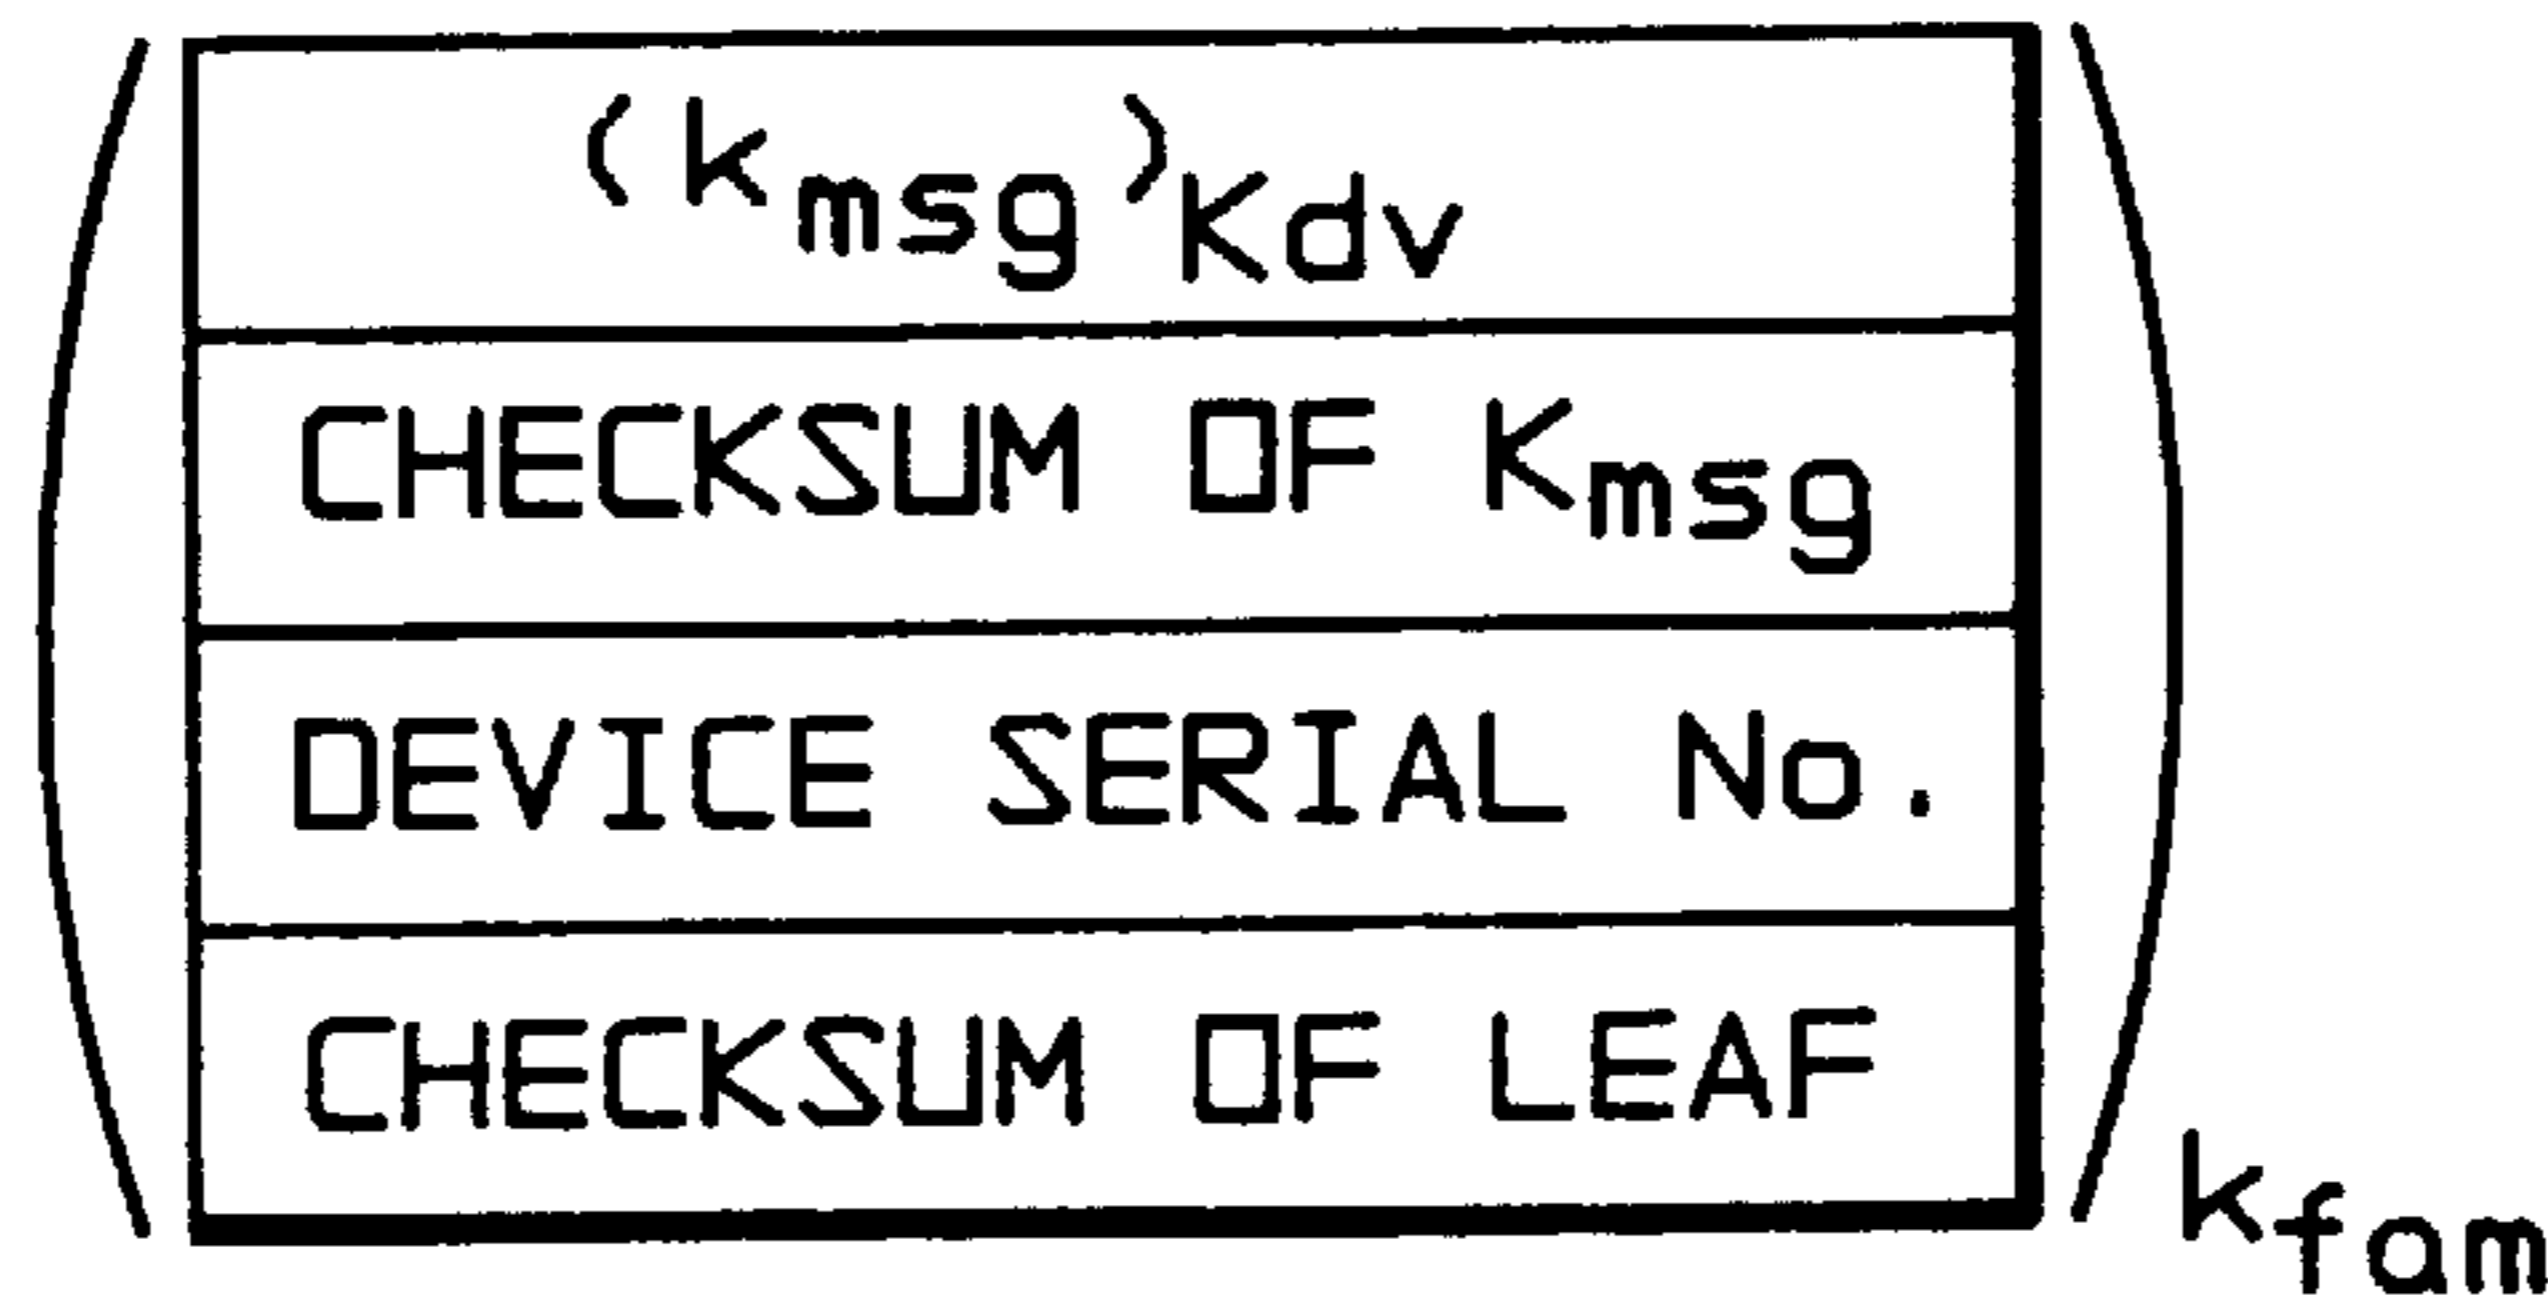 (kmsg)Kdv
CHECKSUM OF Kmsg
DEVICE SERIAL No.
CHECKSUM OF LEAF
kfam